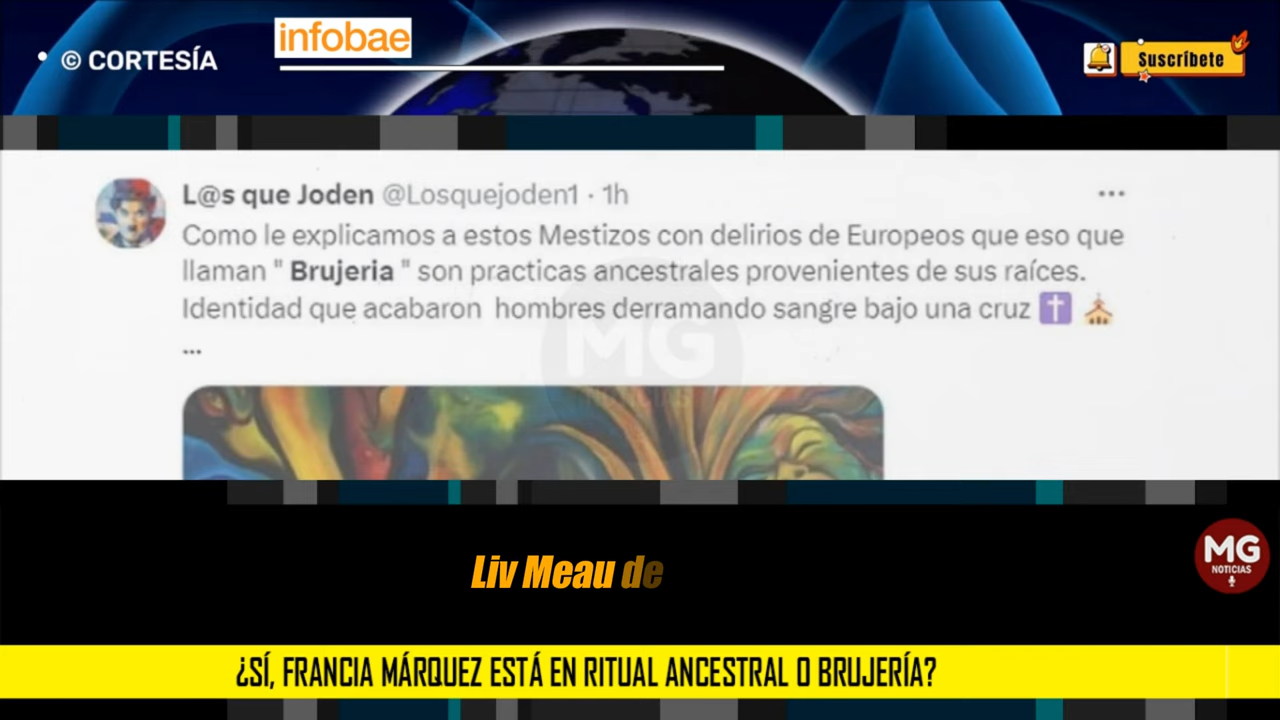 © CORTESÍA
infobae
Suscríbete
L@s que Joden @Losquejoden1 · 1h
Como le explicamos a estos Mestizos con delirios de Europeos que eso que
llaman " Brujeria " son practicas ancestrales provenientes de sus raíces.
Identidad que acabaron hombres derramando sangre bajo una cruz ✝️ ⛪
...
MG
NOTICIAS
Liv Meau de
MG
NOTICIAS
¿SÍ, FRANCIA MÁRQUEZ ESTÁ EN RITUAL ANCESTRAL O BRUJERÍA?